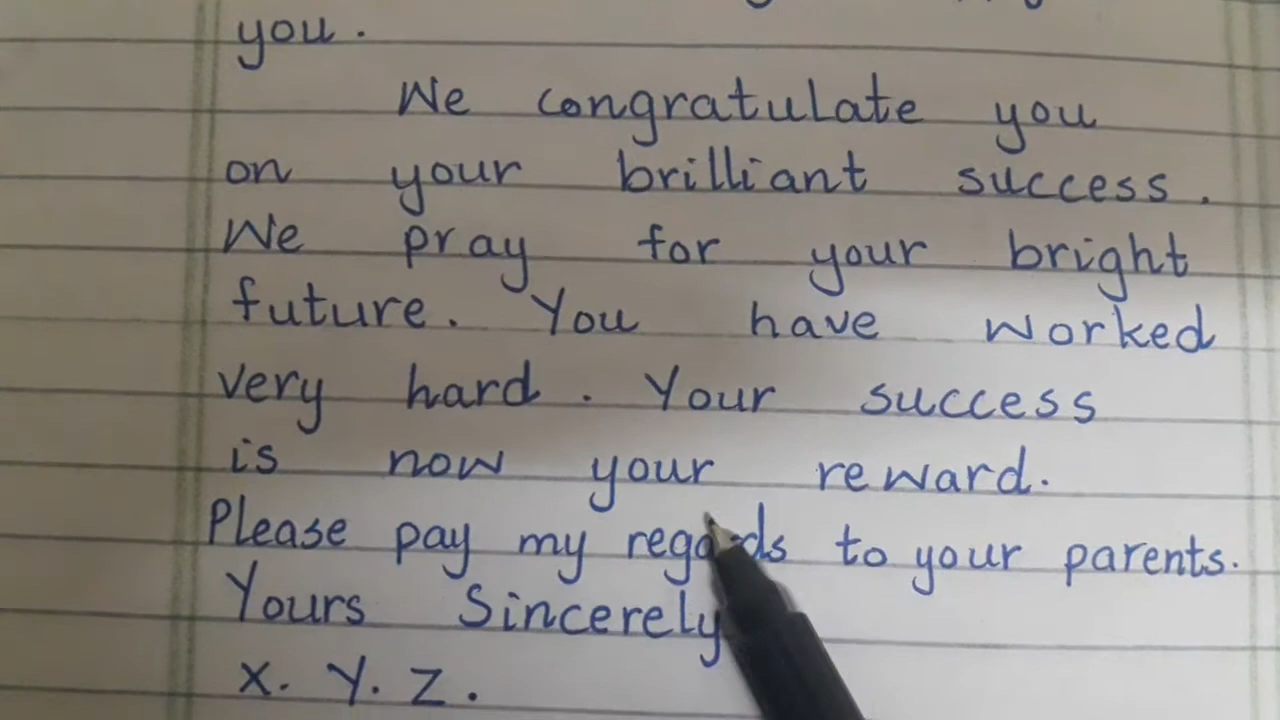 you.
We congratulate you
on your brilliant success.
We pray for your bright
future. You have worked
very hard. Your success
is now your reward.
Please pay my regards to your parents.
Yours Sincerely
X. Y. Z.